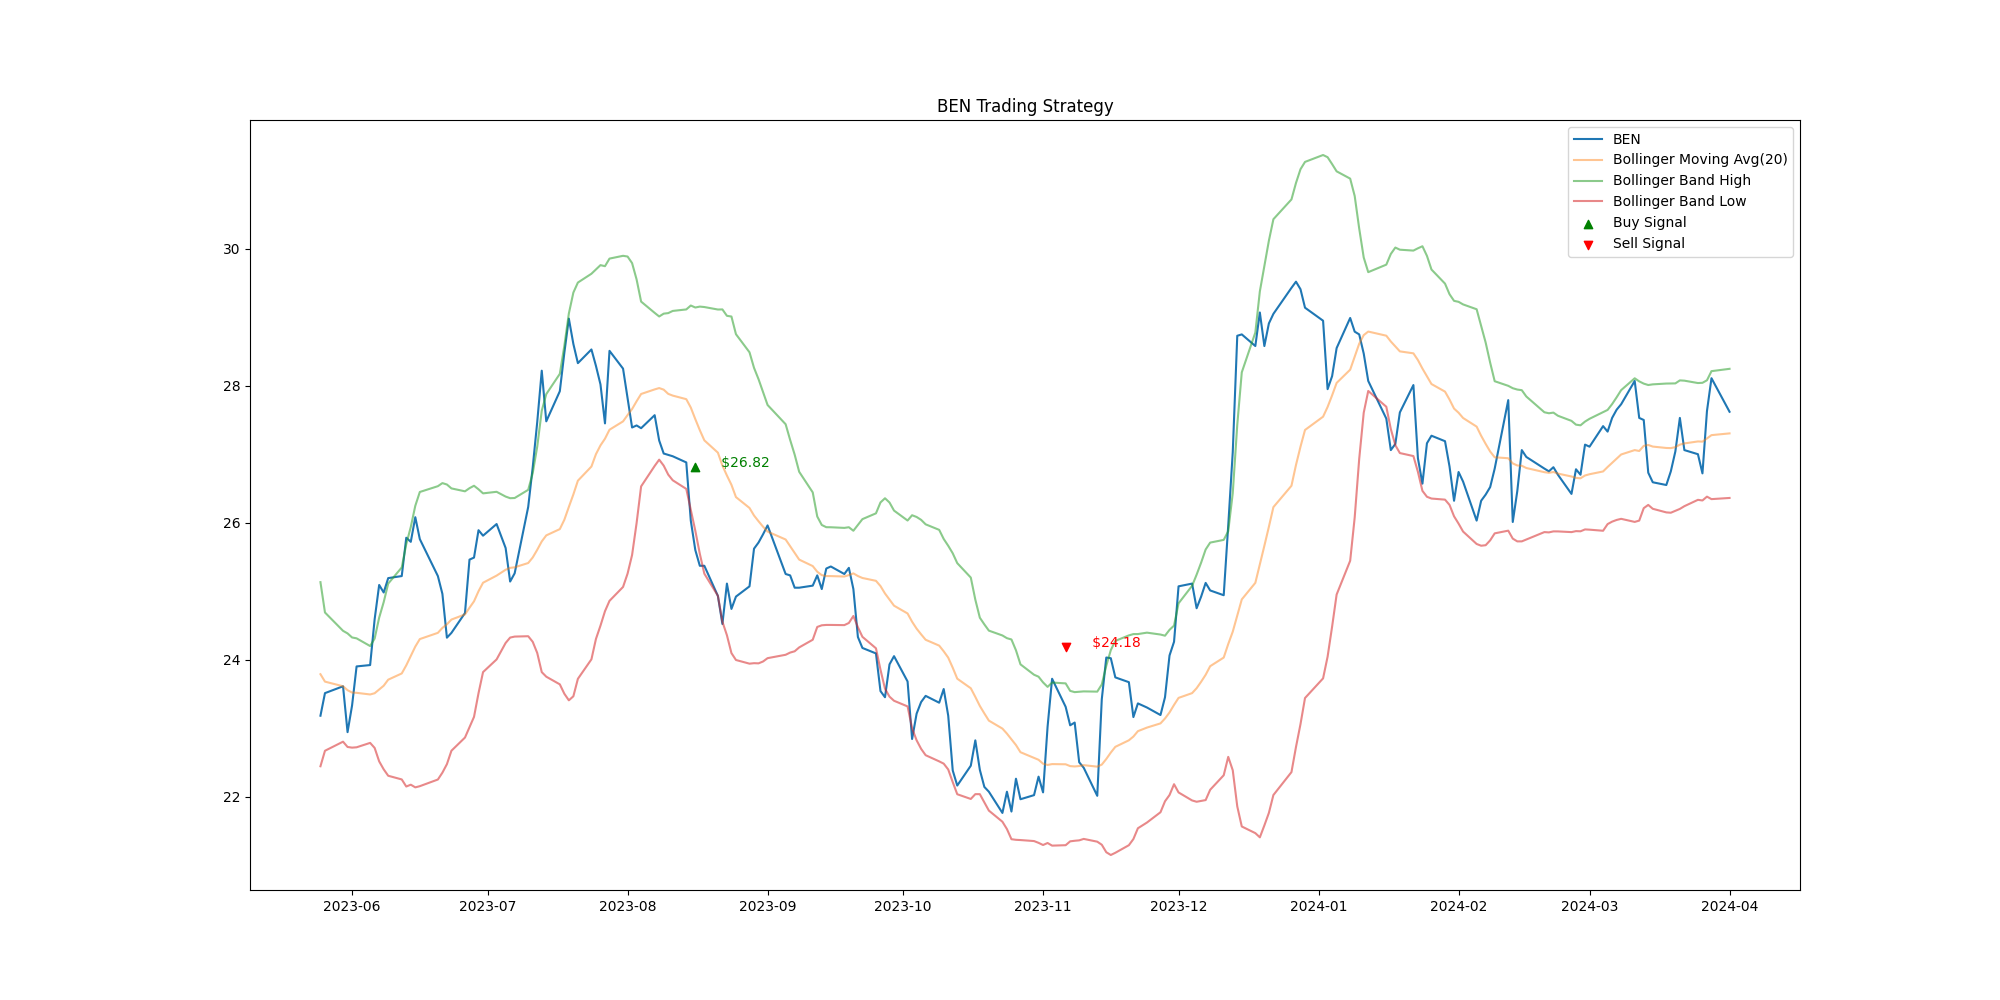 BEN Trading Strategy
BEN
Bollinger Moving Avg(20)
Bollinger Band High
Bollinger Band Low
Buy Signal
Sell Signal
30
28
26
24
22
$26.82
$24.18
2023-06
2023-07
2023-08
2023-09
2023-10
2023-11
2023-12
2024-01
2024-02
2024-03
2024-04